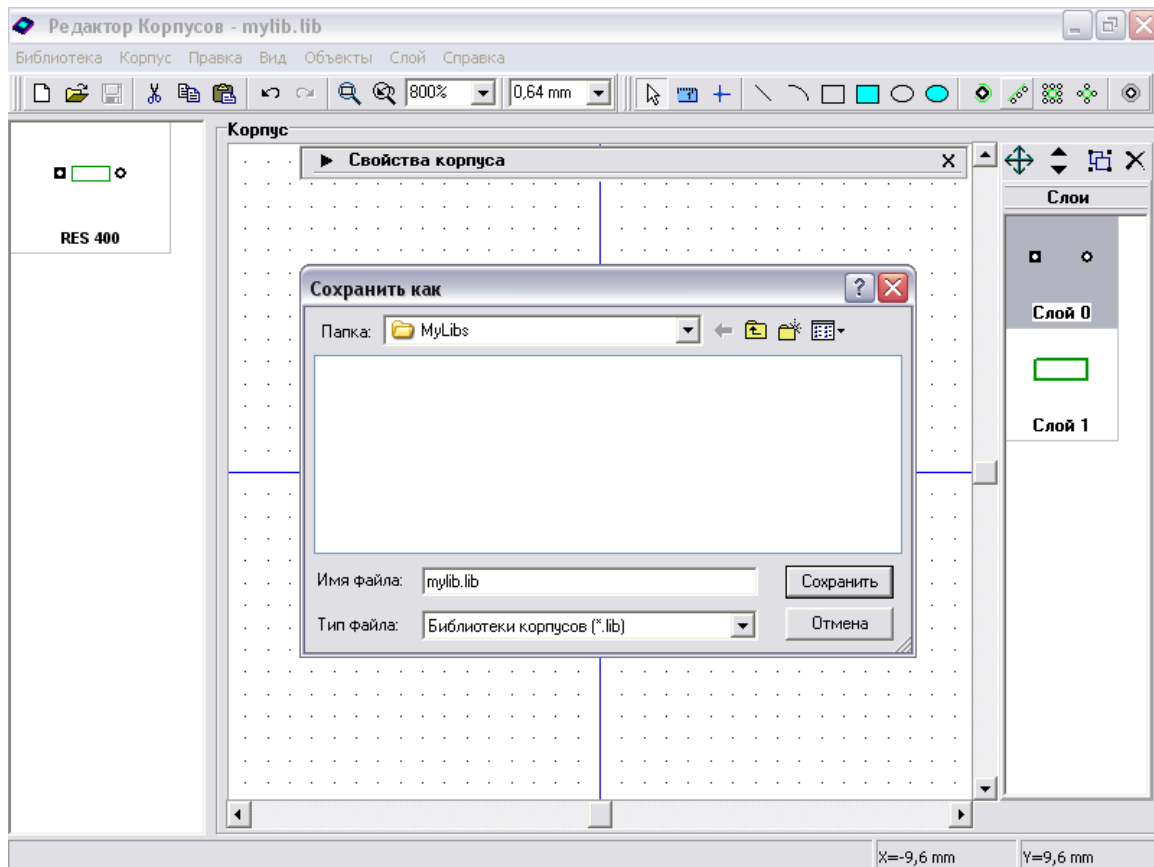 Редактор Корпусов - mylib.lib
Библиотека Корпус Правка Вид Объекты Слой Справка
800% 0,64 mm
Корпус
Свойства корпуса X
Слои
RES 400
Слой 0
Сохранить как
Папка: MyLibs
Слой 1
Имя файла: mylib.lib Сохранить
Тип файла: Библиотеки корпусов (*.lib) Отмена
X=-9,6 mm Y=9,6 mm